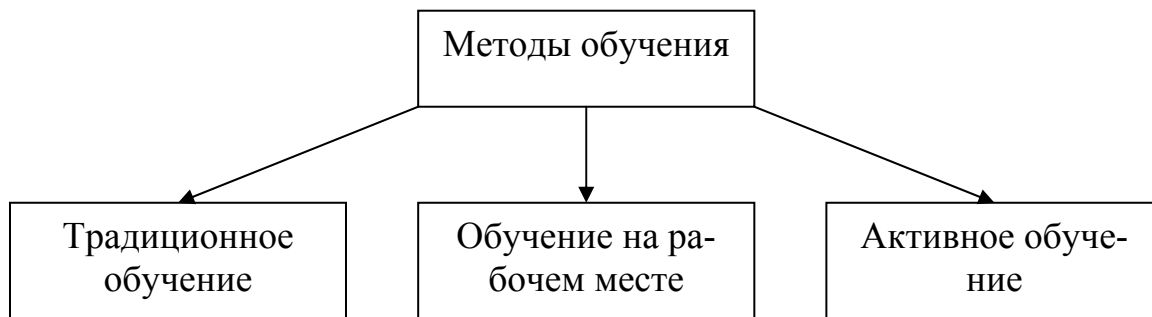 Методы обучения
Традиционное
обучение
Обучение на ра-
бочем месте
Активное обуче-
ние